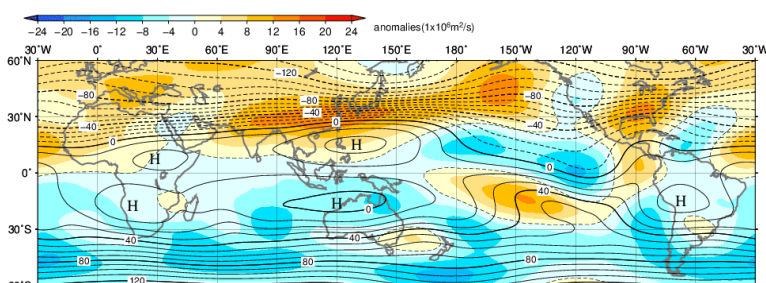 −24 −20 −16 −12 −8 −4 0 4 8 12 16 20 24
anomalies(1x10⁶m²/s)
30°W 0° 30°E 60°E 90°E 120°E 150°E 180° 150°W 120°W 90°W 60°W 30°W
60°N
−120
−80 −80 −80
−40 −40 −40
30°N
0 0
H H
0
0°
40
H H H
0
30°S
40 40
80 80
120